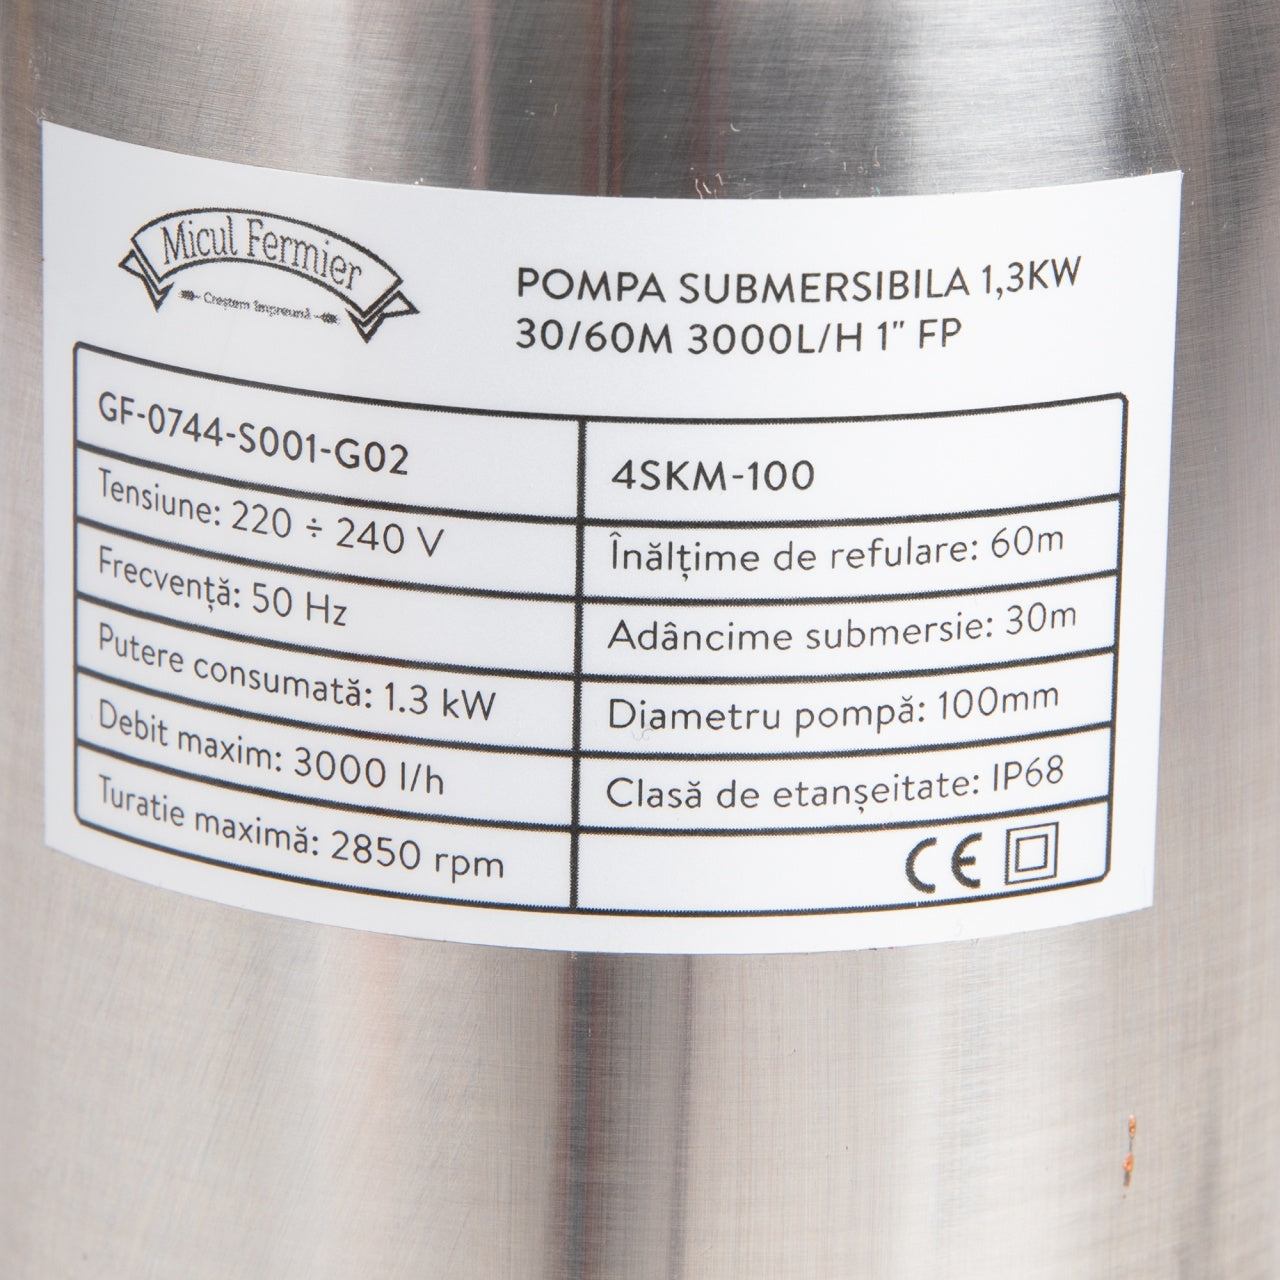 Micul Fermier
Creștem împreună
POMPA SUBMERSIBILA 1,3KW
30/60M 3000L/H 1" FP
GF-0744-S001-G02
4SKM-100
Tensiune: 220 ÷ 240 V
Înălțime de refulare: 60m
Frecvență: 50 Hz
Adâncime submersie: 30m
Putere consumată: 1.3 kW
Diametru pompă: 100mm
Debit maxim: 3000 l/h
Clasă de etanșeitate: IP68
Turatie maximă: 2850 rpm
CE